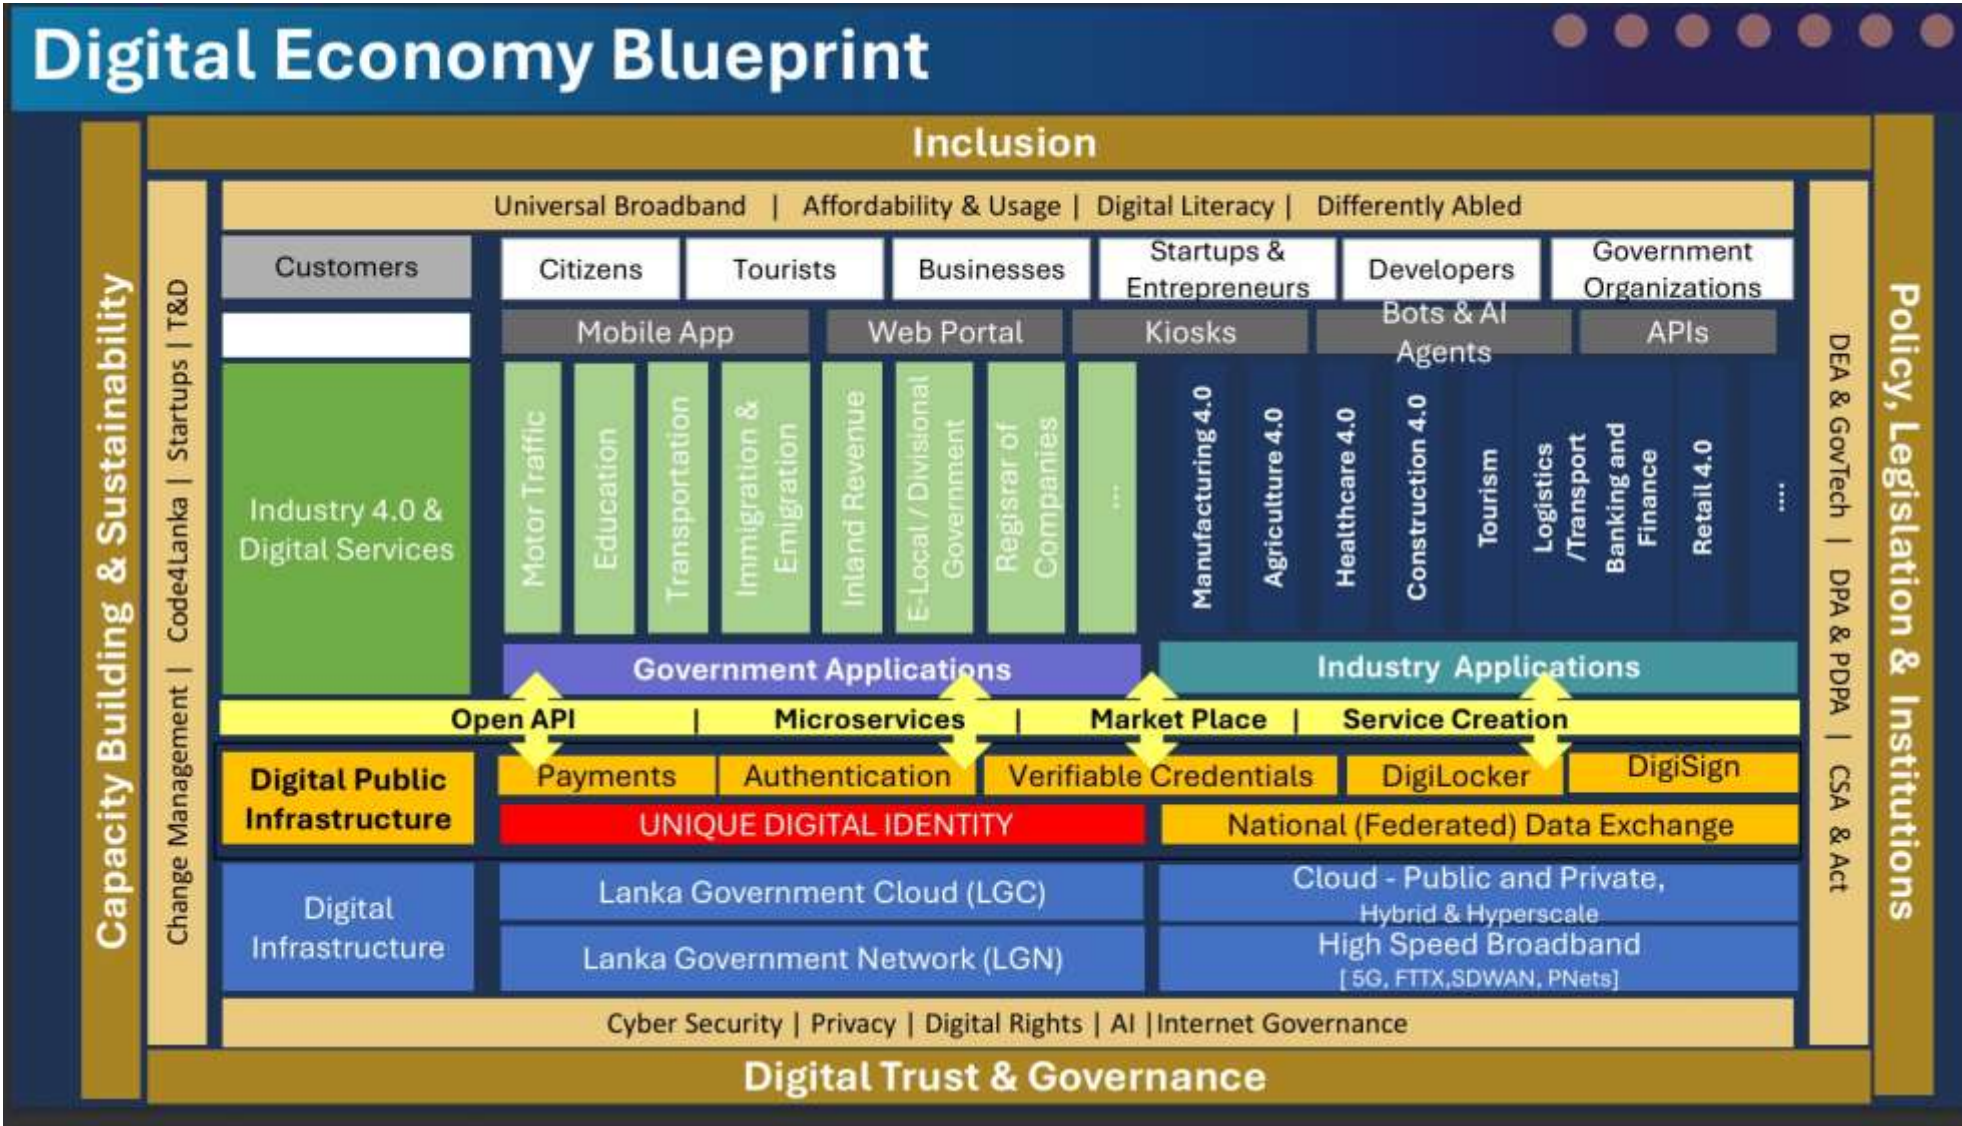 Digital Economy Blueprint
Inclusion
Universal Broadband | Affordability & Usage | Digital Literacy | Differently Abled
Capacity Building & Sustainability
Change Management | Code4Lanka | Startups | T&D
Customers
Citizens
Tourists
Businesses
Startups &
Entrepreneurs
Developers
Government
Organizations
Mobile App
Web Portal
Kiosks
Bots & AI
Agents
APIs
Industry 4.0 &
Digital Services
Motor Traffic
Education
Transportation
Immigration &
Emigration
Inland Revenue
E-Local / Divisional
Government
Regisrar of
Companies
...
Manufacturing 4.0
Agriculture 4.0
Healthcare 4.0
Construction 4.0
Tourism
Logistics
/Transport
Banking and
Finance
Retail 4.0
....
Government Applications
Industry Applications
Open API | Microservices | Market Place | Service Creation
Digital Public
Infrastructure
Payments
Authentication
Verifiable Credentials
DigiLocker
DigiSign
UNIQUE DIGITAL IDENTITY
National (Federated) Data Exchange
Digital
Infrastructure
Lanka Government Cloud (LGC)
Cloud - Public and Private,
Hybrid & Hyperscale
Lanka Government Network (LGN)
High Speed Broadband
[ 5G, FTTX,SDWAN, PNets]
DEA & GovTech | DPA & PDPA | CSA & Act
Policy, Legislation & Institutions
Cyber Security | Privacy | Digital Rights | AI |Internet Governance
Digital Trust & Governance